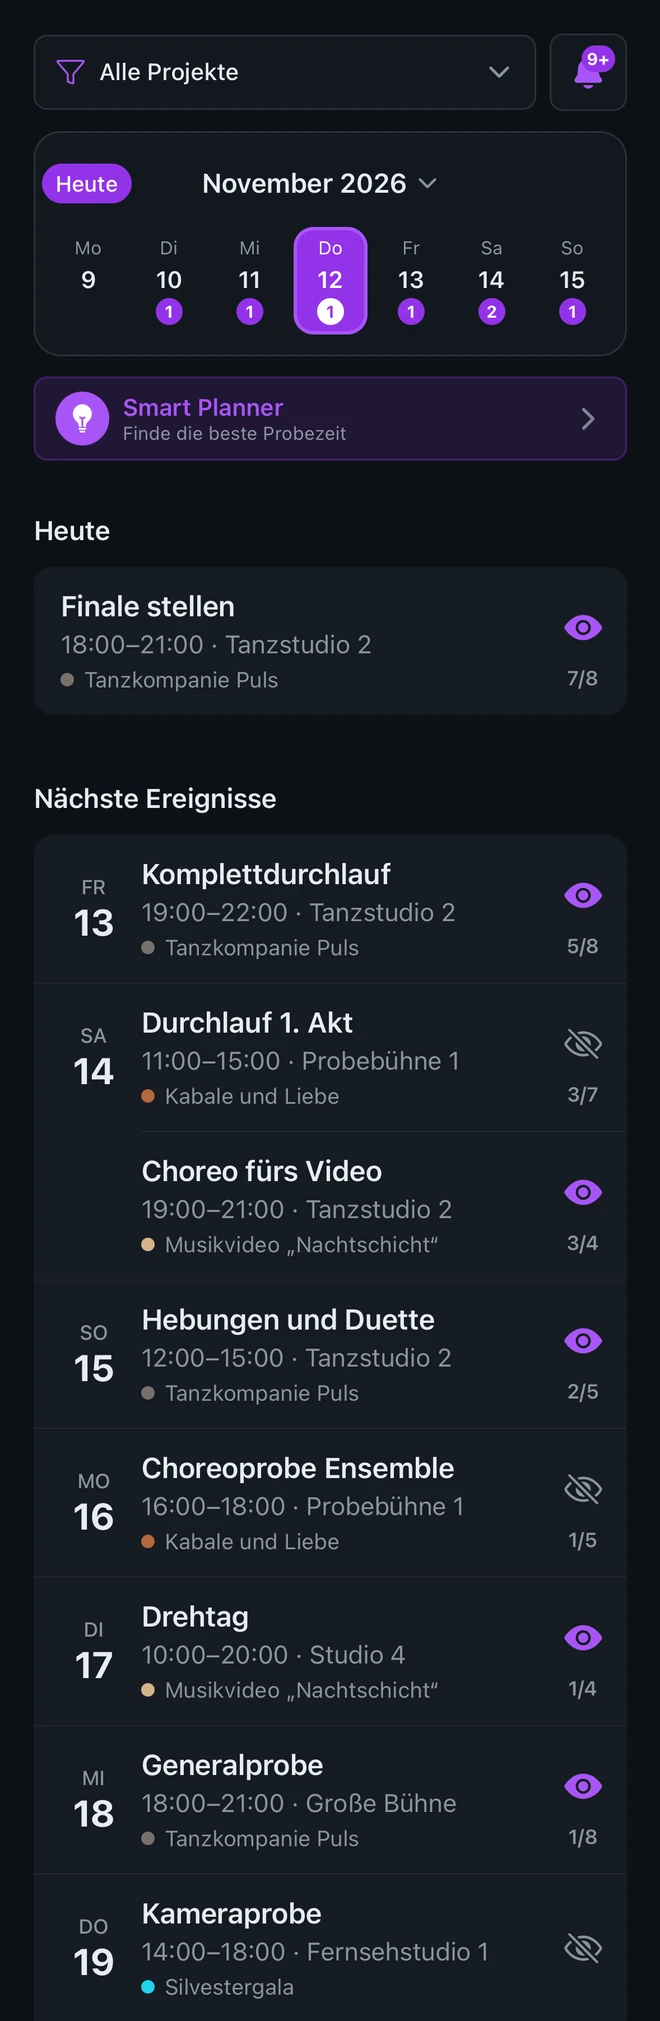 Alle Projekte
9+
Heute
November 2026
Mo Di Mi Do Fr Sa So
9 10 11 12 13 14 15
1 1 1 1 2 1
Smart Planner
Finde die beste Probezeit
Heute
Finale stellen
18:00–21:00 · Tanzstudio 2
Tanzkompanie Puls
7/8
Nächste Ereignisse
FR
13
Komplettdurchlauf
19:00–22:00 · Tanzstudio 2
Tanzkompanie Puls
5/8
SA
14
Durchlauf 1. Akt
11:00–15:00 · Probebühne 1
Kabale und Liebe
3/7
Choreo fürs Video
19:00–21:00 · Tanzstudio 2
Musikvideo „Nachtschicht“
3/4
SO
15
Hebungen und Duette
12:00–15:00 · Tanzstudio 2
Tanzkompanie Puls
2/5
MO
16
Choreoprobe Ensemble
16:00–18:00 · Probebühne 1
Kabale und Liebe
1/5
DI
17
Drehtag
10:00–20:00 · Studio 4
Musikvideo „Nachtschicht“
1/4
MI
18
Generalprobe
18:00–21:00 · Große Bühne
Tanzkompanie Puls
1/8
DO
19
Kameraprobe
14:00–18:00 · Fernsehstudio 1
Silvestergala